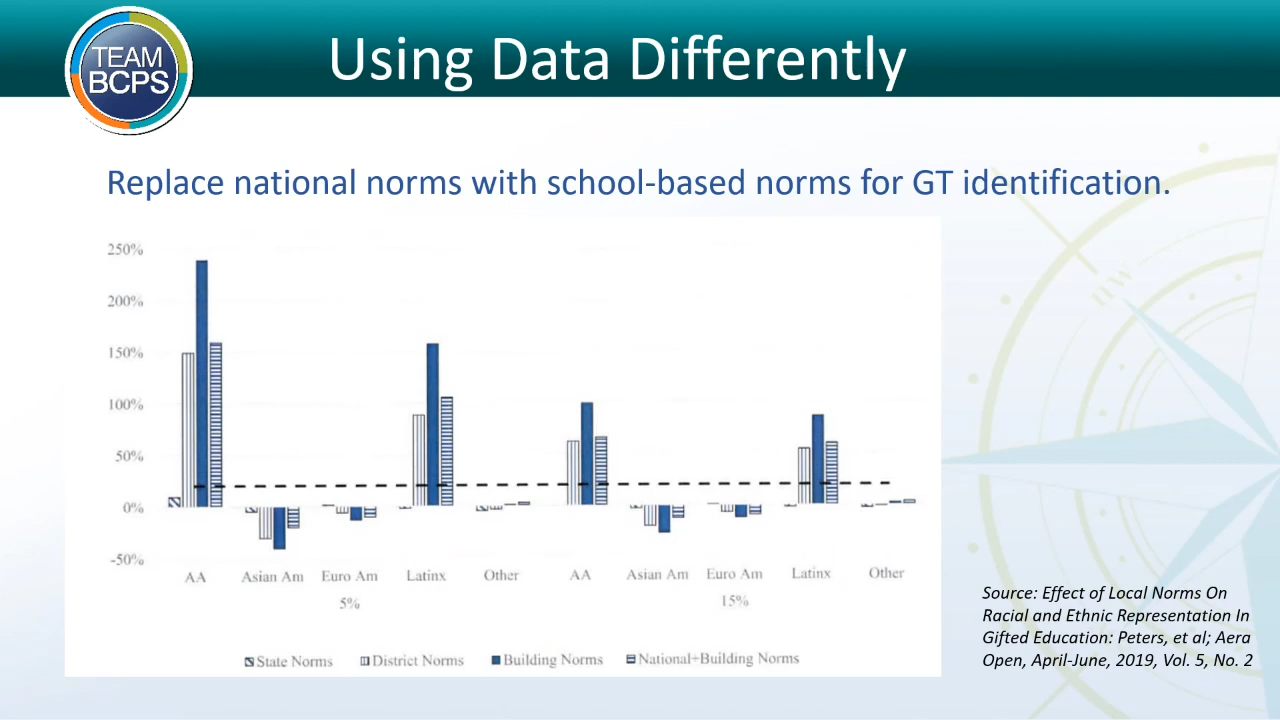 TEAM
BCPS
Using Data Differently
Replace national norms with school-based norms for GT identification.
250%
200%
150%
100%
50%
0%
-50%
AA Asian Am Euro Am Latinx Other AA Asian Am Euro Am Latinx Other
5% 15%
State Norms District Norms Building Norms National+Building Norms
NW
Source: Effect of Local Norms On
Racial and Ethnic Representation In
Gifted Education: Peters, et al; Aera
Open, April-June, 2019, Vol. 5, No. 2